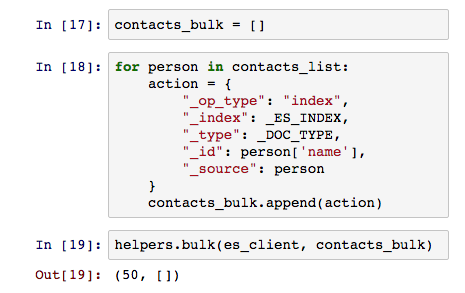 In [17]: contacts_bulk = []
In [18]: for person in contacts_list:
    action = {
        "_op_type": "index",
        "_index": _ES_INDEX,
        "_type": _DOC_TYPE,
        "_id": person['name'],
        "_source": person
    }
    contacts_bulk.append(action)
In [19]: helpers.bulk(es_client, contacts_bulk)
Out[19]: (50, [])